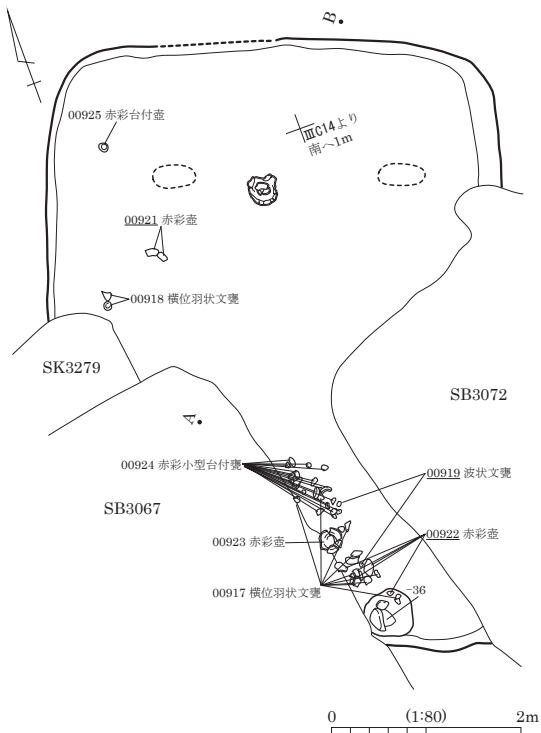 B
00925 赤彩台付壺
ⅢG14より
南へ1m
00921 赤彩壺
00918 横位羽状文甕
SK3279
SB3072
A
00924 赤彩小型台付甕
00919 波状文甕
SB3067
00923 赤彩壺
00922 赤彩壺
00917 横位羽状文甕
-36
0 (1:80) 2m